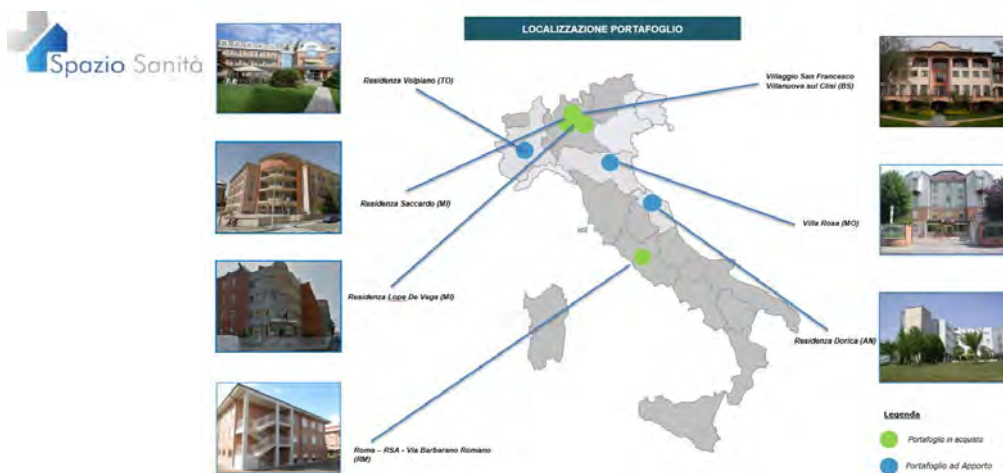 Spazio Sanità
LOCALIZZAZIONE PORTAFOGLIO
Residenza Volpiano (TO)
Villaggio San Francesco
Villanuova sul Clisi (BS)
Residenza Saccardo (MI)
Villa Rosa (MO)
Residenza Lope De Vega (MI)
Residenza Dorica (AN)
Roma – RSA - Via Barbarano Romano
(RM)
Legenda
Portafoglio in acquisto
Portafoglio ad Apporto